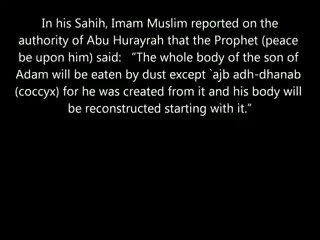 In his Sahih, Imam Muslim reported on the
authority of Abu Hurayrah that the Prophet (peace
be upon him) said:   “The whole body of the son of
Adam will be eaten by dust except `ajb adh-dhanab
(coccyx) for he was created from it and his body will
be reconstructed starting with it.”